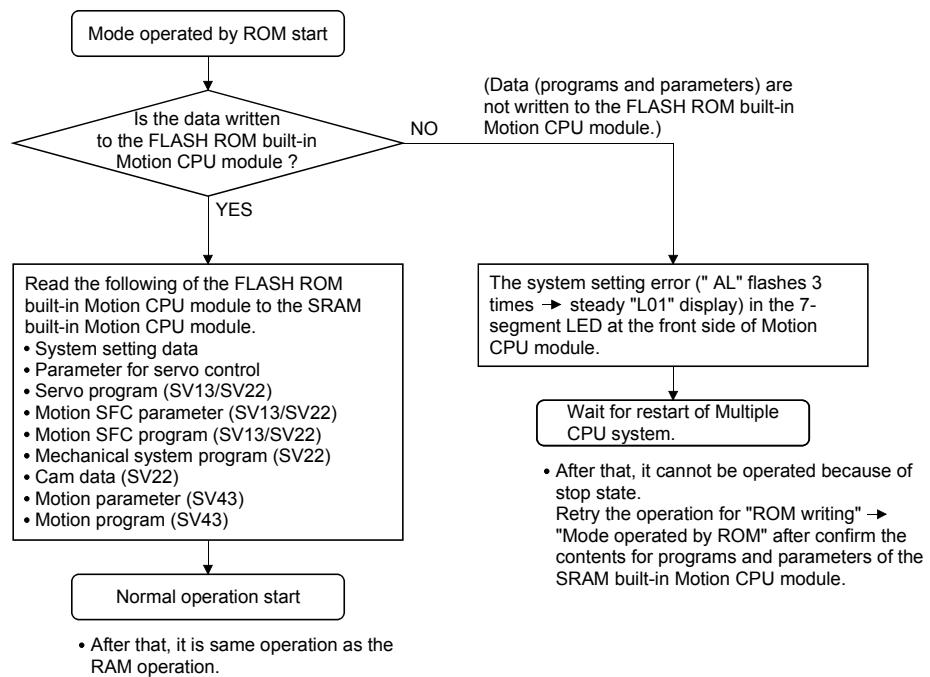 Mode operated by ROM start
(Data (programs and parameters) are
not written to the FLASH ROM built-in
Motion CPU module.)
Is the data written
to the FLASH ROM built-in
Motion CPU module ?
NO
YES
Read the following of the FLASH ROM
built-in Motion CPU module to the SRAM
built-in Motion CPU module.
• System setting data
• Parameter for servo control
• Servo program (SV13/SV22)
• Motion SFC parameter (SV13/SV22)
• Motion SFC program (SV13/SV22)
• Mechanical system program (SV22)
• Cam data (SV22)
• Motion parameter (SV43)
• Motion program (SV43)
The system setting error (" AL" flashes 3
times → steady "L01" display) in the 7-
segment LED at the front side of Motion
CPU module.
Wait for restart of Multiple
CPU system.
• After that, it cannot be operated because of
stop state.
Retry the operation for "ROM writing" →
"Mode operated by ROM" after confirm the
contents for programs and parameters of the
SRAM built-in Motion CPU module.
Normal operation start
• After that, it is same operation as the
RAM operation.